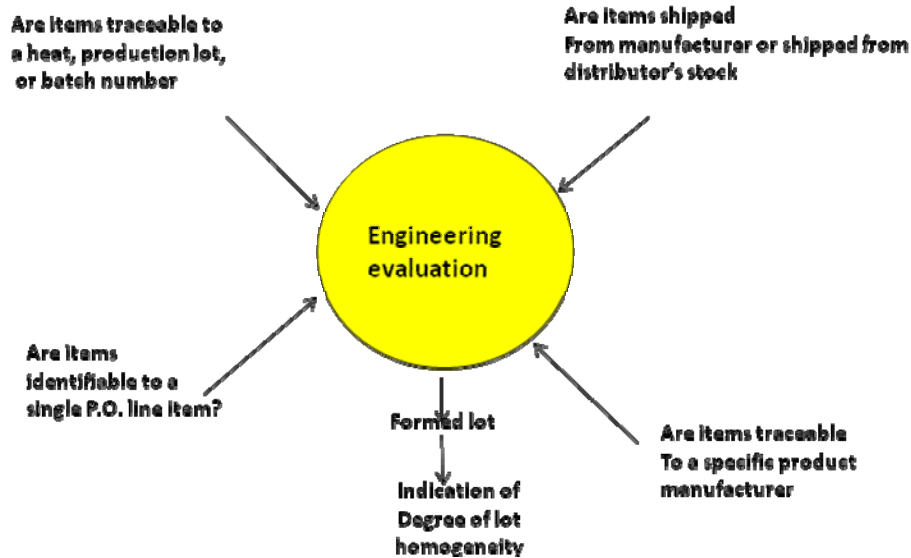 Are items traceable to
a heat, production lot,
or batch number
Are items shipped
From manufacturer or shipped from
distributor's stock
Engineering
evaluation
Are items
identifiable to a
single P.O. line item?
Formed lot
Are items traceable
To a specific product
manufacturer
Indication of
Degree of lot
homogeneity